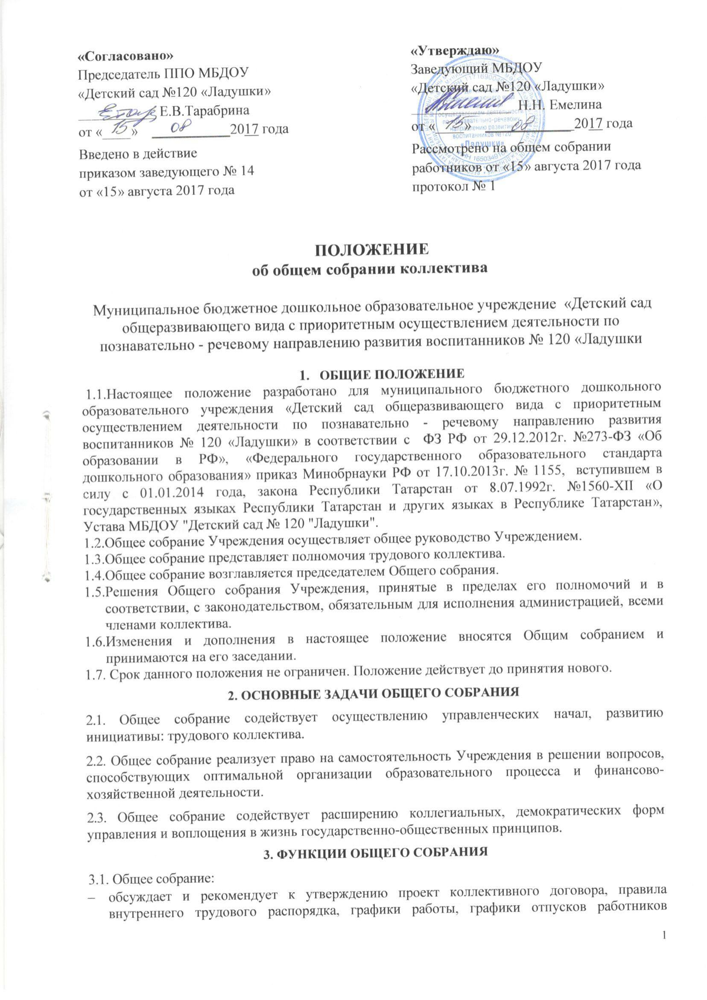 «Согласовано»
Председатель ППО МБДОУ
«Детский сад №120 «Ладушки»
Е.В.Тарабрина
от « 15 » 08 2017 года
Введено в действие
приказом заведующего № 14
от «15» августа 2017 года
«Утверждаю»
Заведующий МБДОУ
«Детский сад №120 «Ладушки»
Н.Н. Емелина
от « 15 » 08 2017 года
Рассмотрено на общем собрании
работников от «15» августа 2017 года
протокол № 1
общеразвивающего вида
осуществлением деятельности
по познавательно-речевому
направлению развития
воспитанников №120
«Ладушки»
ПОЛОЖЕНИЕ
об общем собрании коллектива
Муниципальное бюджетное дошкольное образовательное учреждение «Детский сад
общеразвивающего вида с приоритетным осуществлением деятельности по
познавательно - речевому направлению развития воспитанников № 120 «Ладушки
1. ОБЩИЕ ПОЛОЖЕНИЕ
1.1.Настоящее положение разработано для муниципального бюджетного дошкольного
образовательного учреждения «Детский сад общеразвивающего вида с приоритетным
осуществлением деятельности по познавательно - речевому направлению развития
воспитанников № 120 «Ладушки» в соответствии с ФЗ РФ от 29.12.2012г. №273-ФЗ «Об
образовании в РФ», «Федерального государственного образовательного стандарта
дошкольного образования» приказ Минобрнауки РФ от 17.10.2013г. № 1155, вступившем в
силу с 01.01.2014 года, закона Республики Татарстан от 8.07.1992г. №1560-XII «О
государственных языках Республики Татарстан и других языках в Республике Татарстан»,
Устава МБДОУ "Детский сад № 120 "Ладушки".
1.2.Общее собрание Учреждения осуществляет общее руководство Учреждением.
1.3.Общее собрание представляет полномочия трудового коллектива.
1.4.Общее собрание возглавляется председателем Общего собрания.
1.5.Решения Общего собрания Учреждения, принятые в пределах его полномочий и в
соответствии, с законодательством, обязательным для исполнения администрацией, всеми
членами коллектива.
1.6.Изменения и дополнения в настоящее положение вносятся Общим собранием и
принимаются на его заседании.
1.7. Срок данного положения не ограничен. Положение действует до принятия нового.
2. ОСНОВНЫЕ ЗАДАЧИ ОБЩЕГО СОБРАНИЯ
2.1. Общее собрание содействует осуществлению управленческих начал, развитию
инициативы: трудового коллектива.
2.2. Общее собрание реализует право на самостоятельность Учреждения в решении вопросов,
способствующих оптимальной организации образовательного процесса и финансово-
хозяйственной деятельности.
2.3. Общее собрание содействует расширению коллегиальных, демократических форм
управления и воплощения в жизнь государственно-общественных принципов.
3. ФУНКЦИИ ОБЩЕГО СОБРАНИЯ
3.1. Общее собрание:
– обсуждает и рекомендует к утверждению проект коллективного договора, правила
внутреннего трудового распорядка, графики работы, графики отпусков работников
1